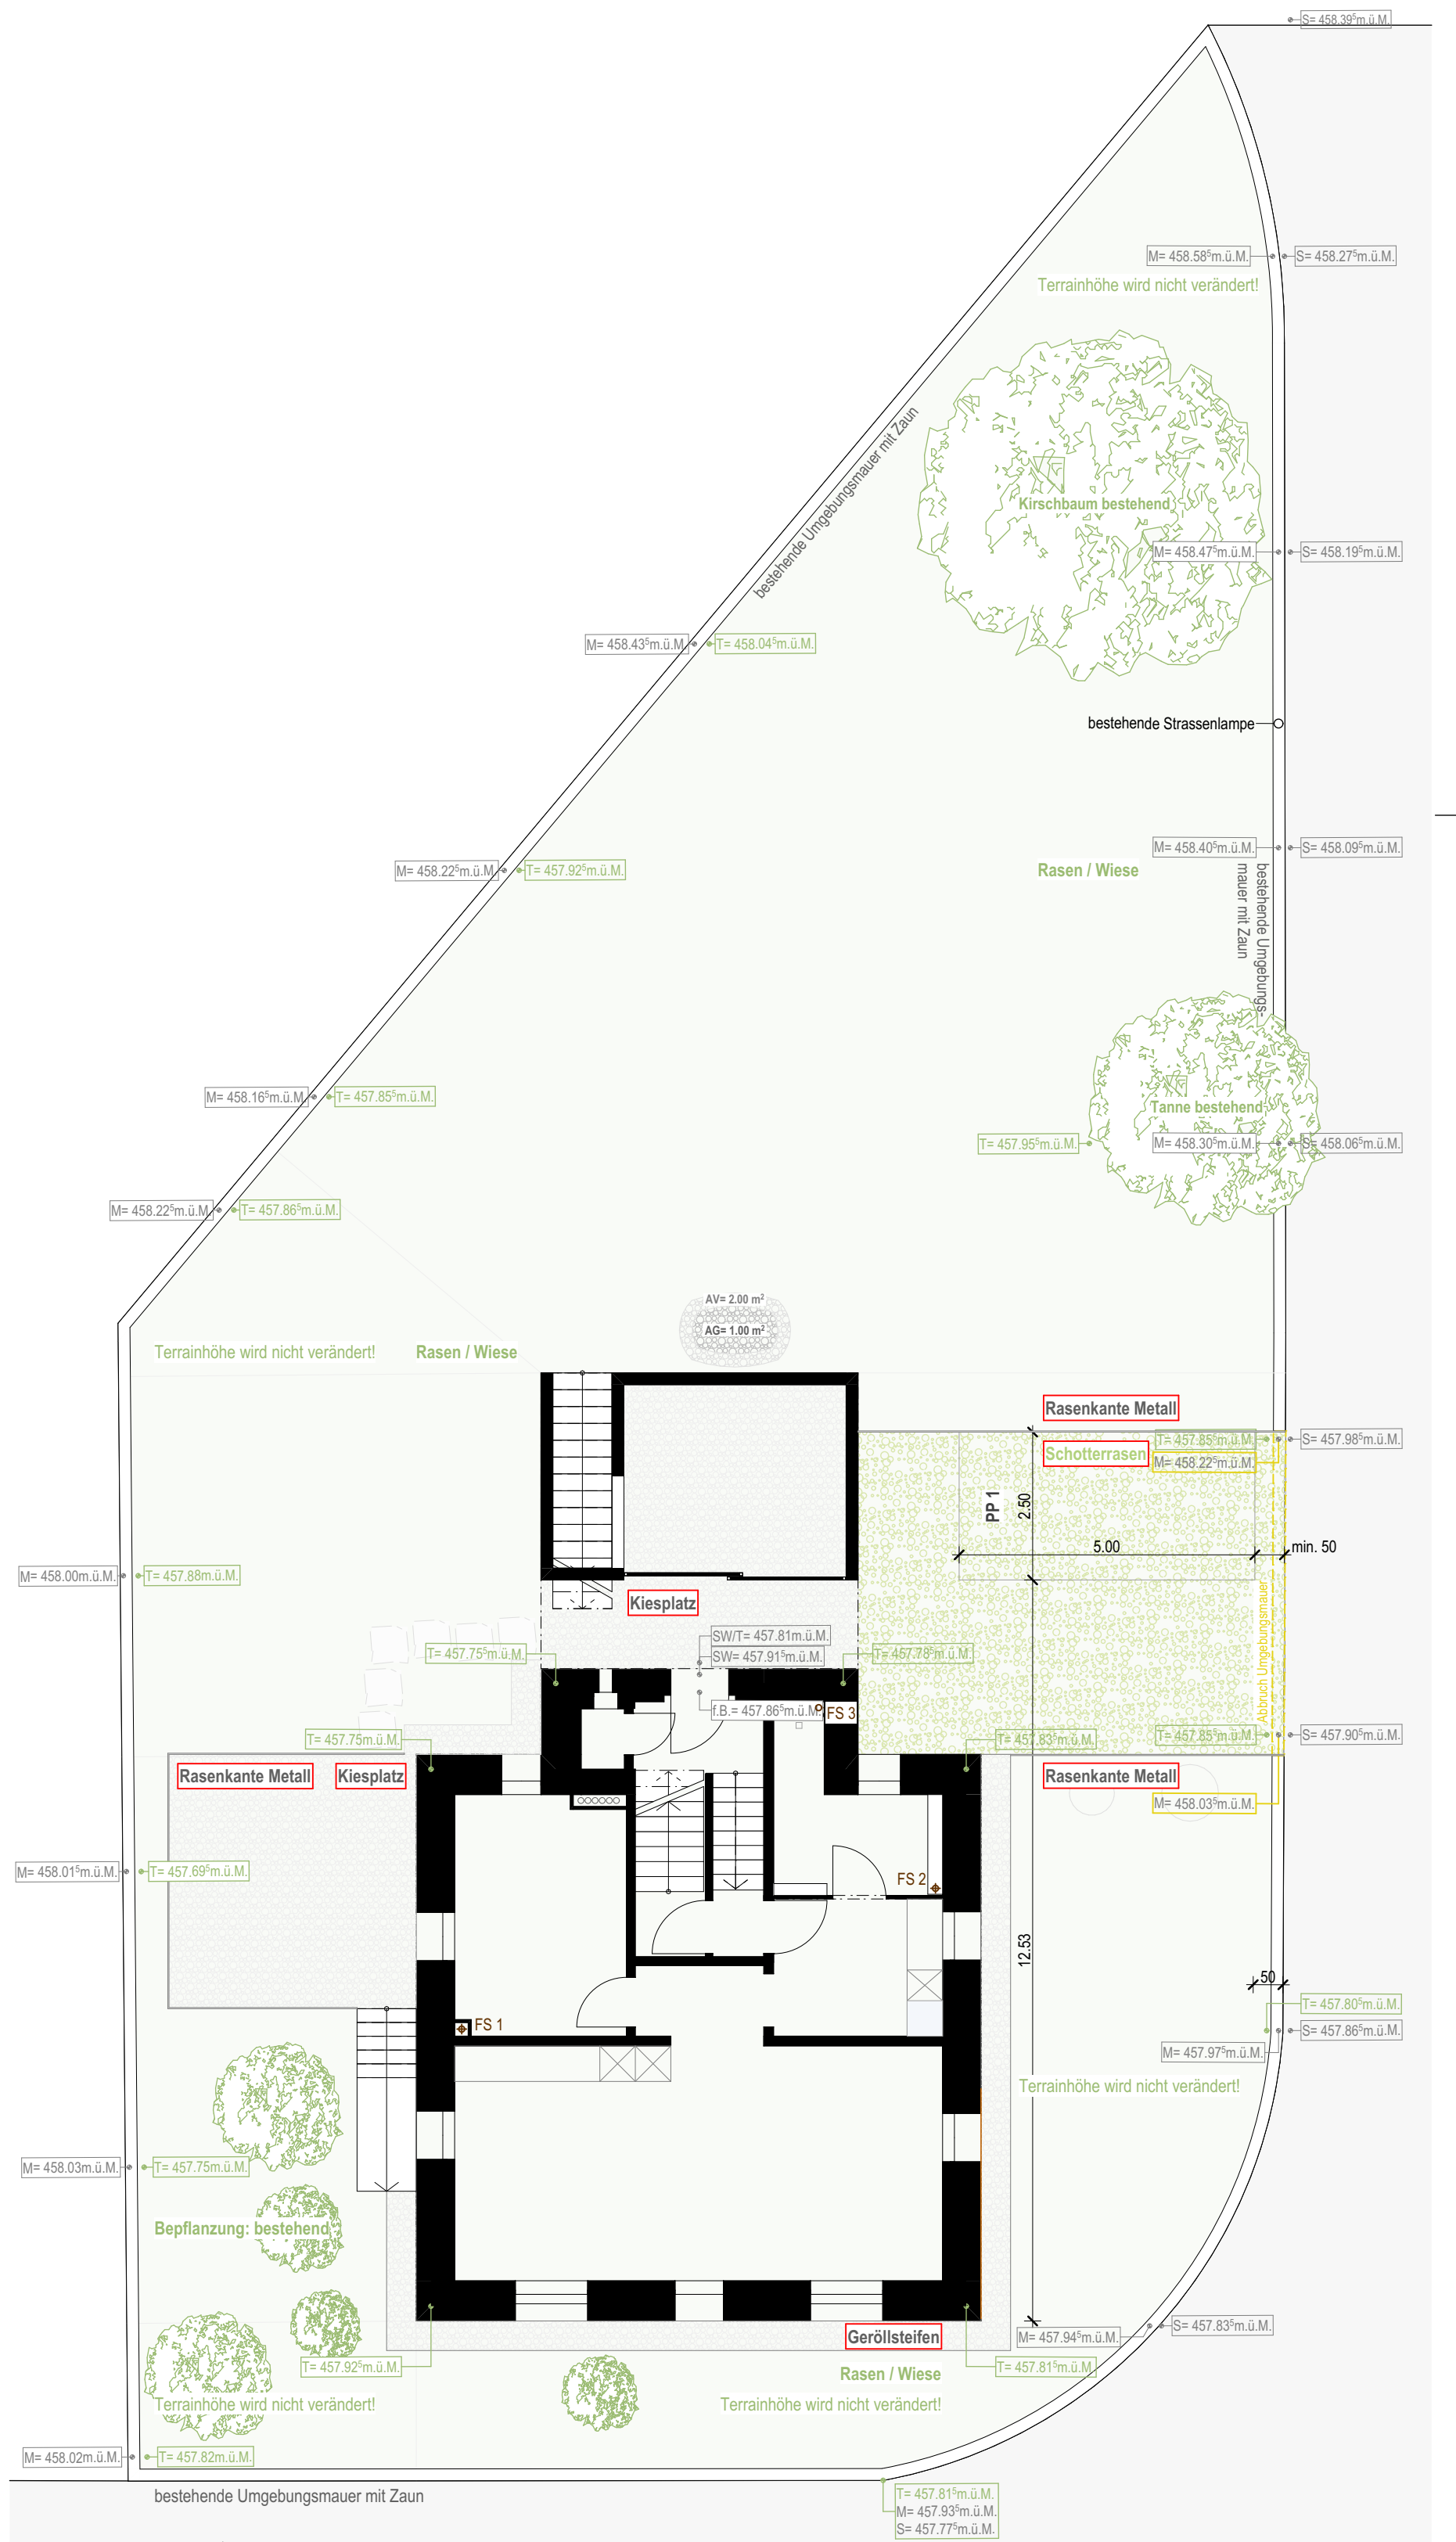 S= 458.39⁵m.ü.M.
M= 458.58⁵m.ü.M.
S= 458.27⁵m.ü.M.
Terrainhöhe wird nicht verändert!
bestehende Umgebungsmauer mit Zaun
Kirschbaum bestehend
M= 458.47⁵m.ü.M.
S= 458.19⁵m.ü.M.
M= 458.43⁵m.ü.M.
T= 458.04⁵m.ü.M.
bestehende Strassenlampe
M= 458.40⁵m.ü.M.
S= 458.09⁵m.ü.M.
M= 458.22⁵m.ü.M.
T= 457.92⁵m.ü.M.
Rasen / Wiese
bestehende Umgebungs-
mauer mit Zaun
M= 458.16⁵m.ü.M.
T= 457.85⁵m.ü.M.
Tanne bestehend
T= 457.95⁵m.ü.M.
M= 458.30⁵m.ü.M.
S= 458.06⁵m.ü.M.
M= 458.22⁵m.ü.M.
T= 457.86⁵m.ü.M.
AV= 2.00 m²
AG= 1.00 m²
Terrainhöhe wird nicht verändert!
Rasen / Wiese
Rasenkante Metall
T= 457.85⁵m.ü.M.
S= 457.98⁵m.ü.M.
Schotterrasen
M= 458.22⁵m.ü.M.
PP 1
2.50
5.00
min. 50
M= 458.00m.ü.M.
T= 457.88m.ü.M.
Kiesplatz
Abbruch Umgebungsmauer
SW/T= 457.81m.ü.M.
SW= 457.91⁵m.ü.M.
T= 457.75⁵m.ü.M.
T= 457.78⁵m.ü.M.
f.B.= 457.86⁵m.ü.M.
FS 3
T= 457.75m.ü.M.
T= 457.83⁵m.ü.M.
T= 457.85⁵m.ü.M.
S= 457.90⁵m.ü.M.
Rasenkante Metall
Kiesplatz
Rasenkante Metall
M= 458.03⁵m.ü.M.
M= 458.01⁵m.ü.M.
T= 457.69⁵m.ü.M.
FS 2
12.53
50
FS 1
T= 457.80⁵m.ü.M.
S= 457.86⁵m.ü.M.
M= 457.97⁵m.ü.M.
Terrainhöhe wird nicht verändert!
M= 458.03m.ü.M.
T= 457.75m.ü.M.
Bepflanzung: bestehend
S= 457.83⁵m.ü.M.
Geröllsteifen
M= 457.94⁵m.ü.M.
T= 457.92⁵m.ü.M.
T= 457.81⁵m.ü.M.
Rasen / Wiese
Terrainhöhe wird nicht verändert!
Terrainhöhe wird nicht verändert!
M= 458.02m.ü.M.
T= 457.82m.ü.M.
bestehende Umgebungsmauer mit Zaun
T= 457.81⁵m.ü.M.
M= 457.93⁵m.ü.M.
S= 457.77⁵m.ü.M.